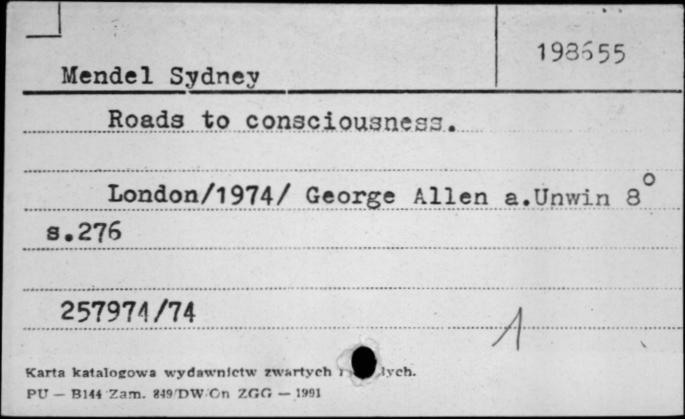 198655
Mendel Sydney
Roads to consciousness.
London/1974/ George Allen a.Unwin 8°
s.276
257974/74
1
Karta katalogowa wydawnictw zwartych
PU — B144 Zam. 849/DW/On ZGG — 1991